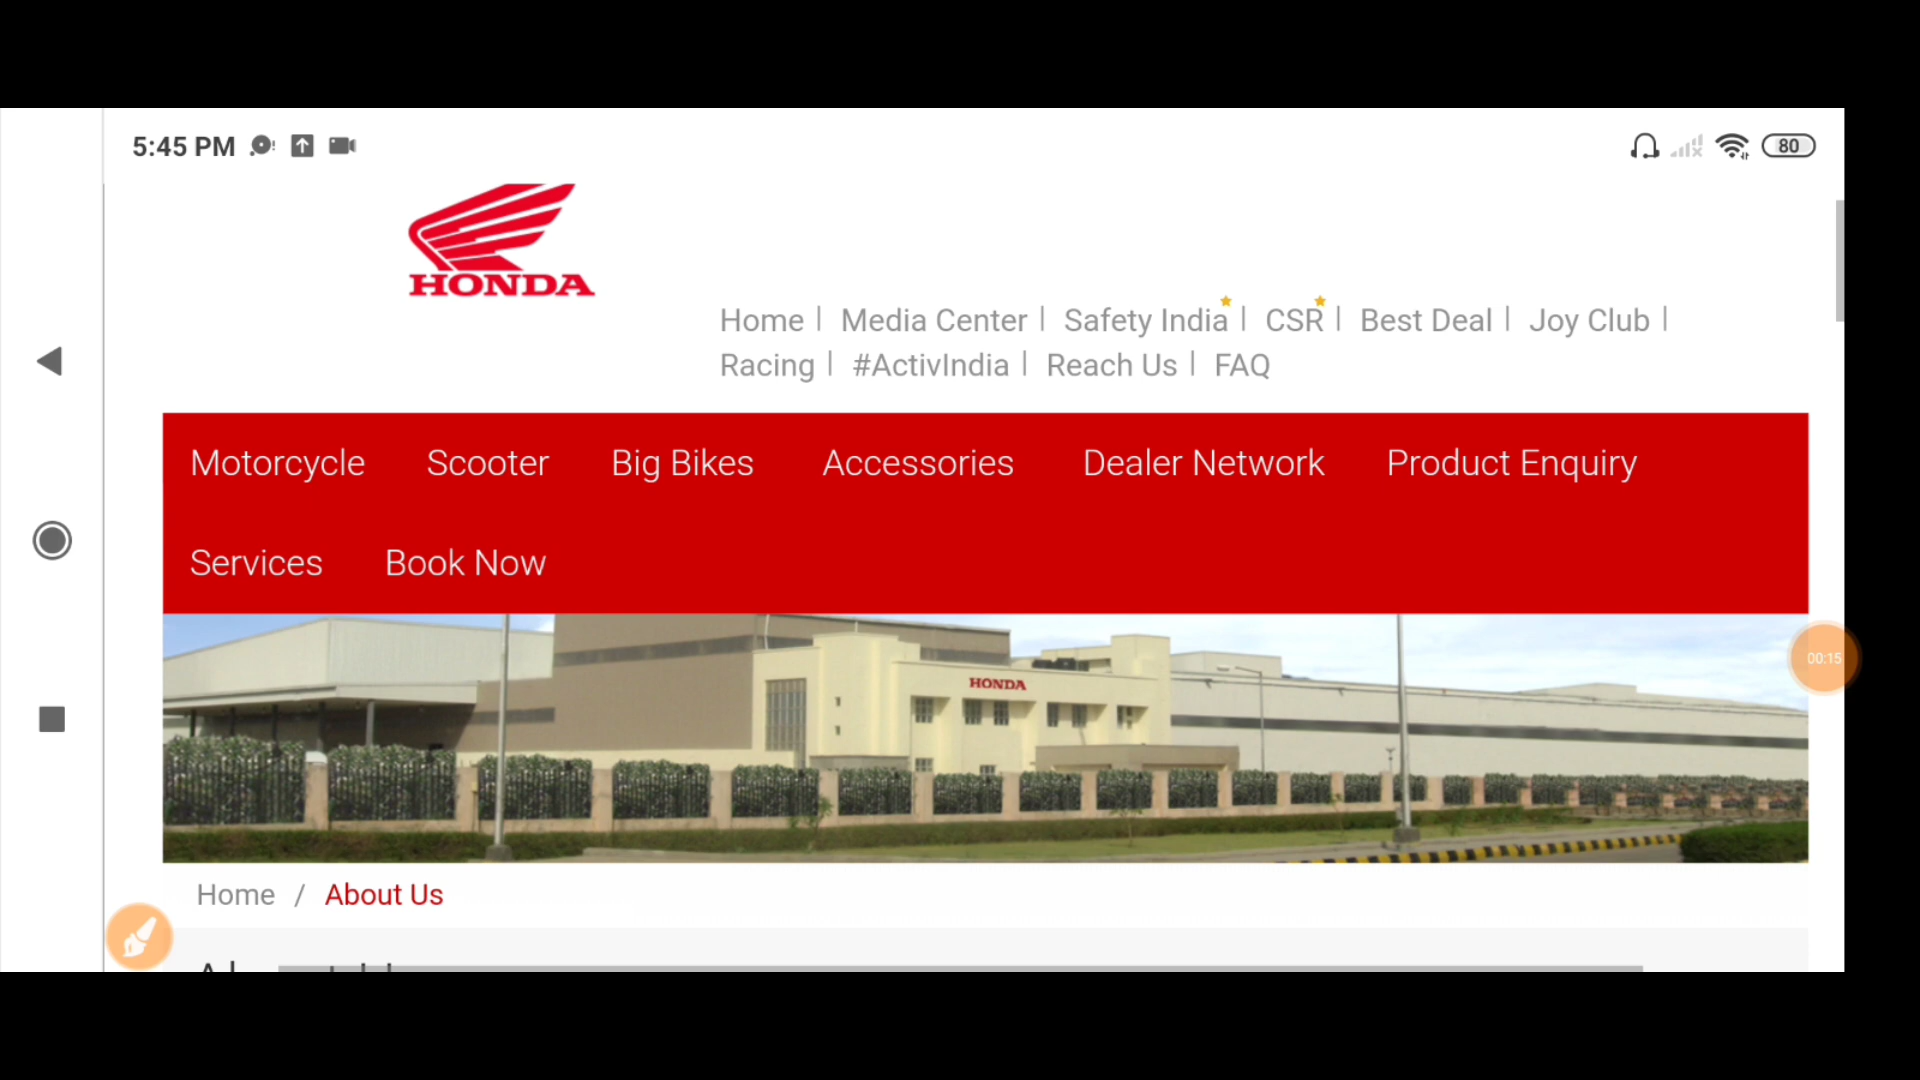 5:45 PM
80
HONDA
Home | Media Center | Safety India | CSR | Best Deal | Joy Club |
Racing | #ActivIndia | Reach Us | FAQ
Motorcycle Scooter Big Bikes Accessories Dealer Network Product Enquiry
Services Book Now
HONDA
00:15
Home / About Us